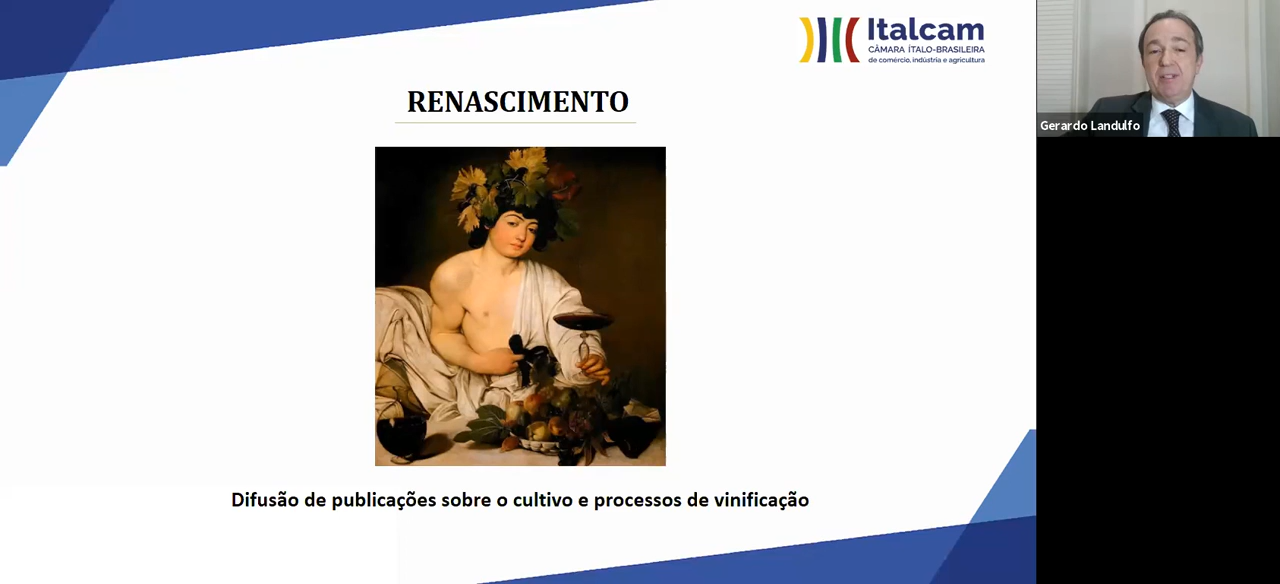 Italcam
CÂMARA ÍTALO-BRASILEIRA
de comércio, indústria e agricultura
RENASCIMENTO
Difusão de publicações sobre o cultivo e processos de vinificação
Gerardo Landulfo